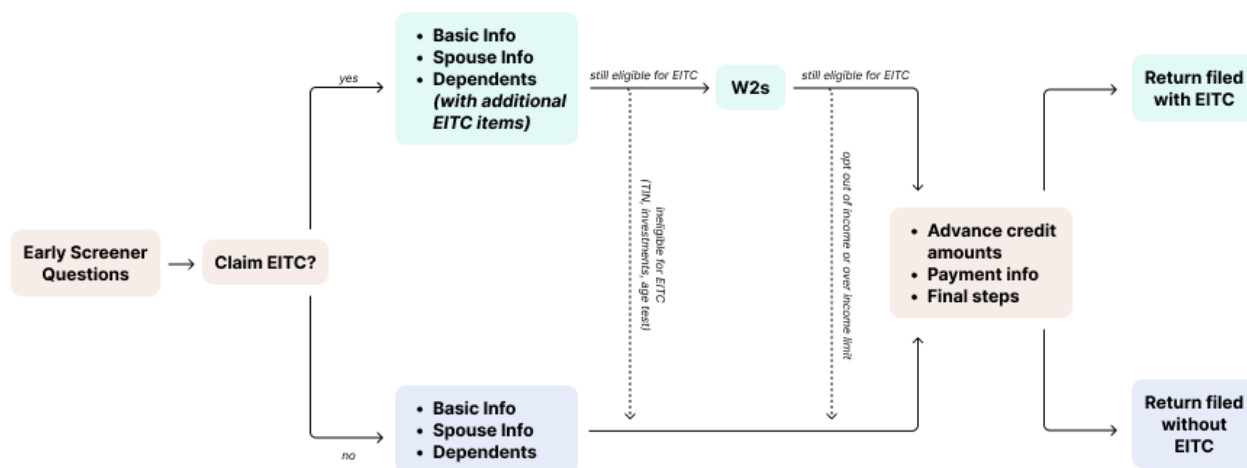 Early Screener
Questions
Claim EITC?
yes
• Basic Info
• Spouse Info
• Dependents
(with additional
EITC items)
still eligible for EITC
W2s
still eligible for EITC
ineligible for EITC
(TIN, investments, age test)
opt out of income or over income limit
no
• Basic Info
• Spouse Info
• Dependents
• Advance credit
amounts
• Payment info
• Final steps
Return filed
with EITC
Return filed
without
EITC